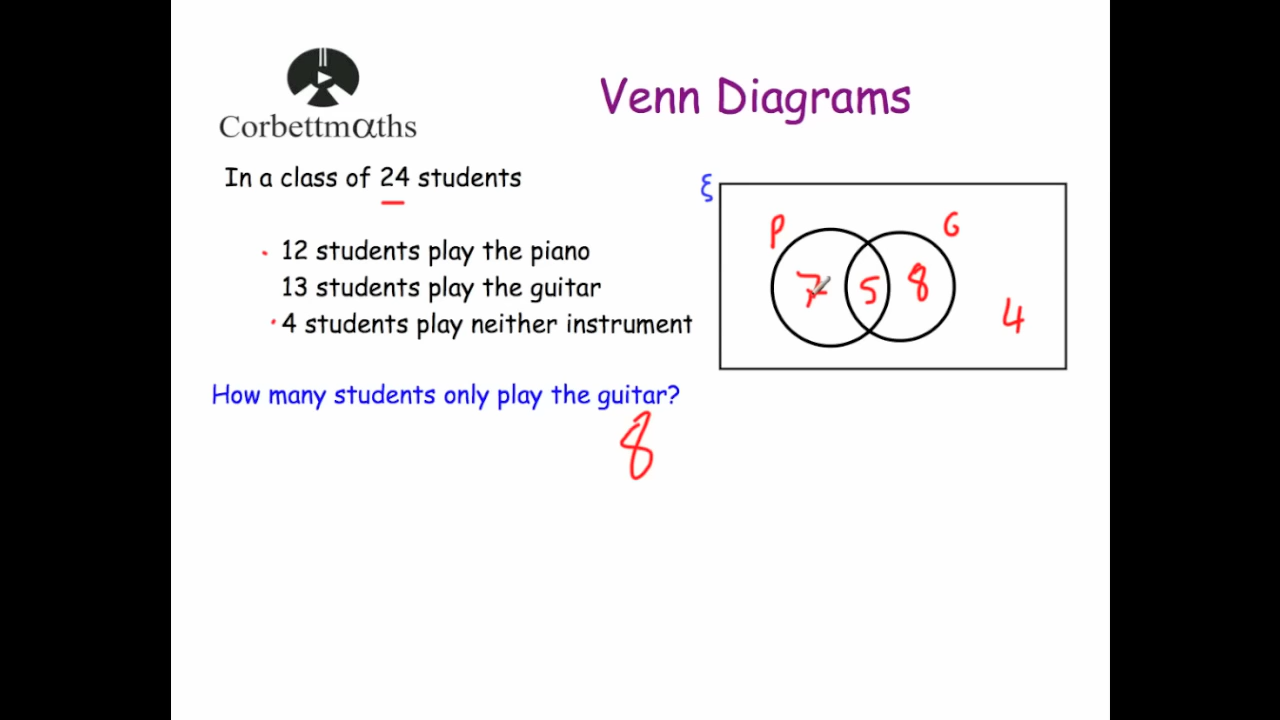 Corbettmαths
Venn Diagrams
In a class of 24 students
12 students play the piano
13 students play the guitar
4 students play neither instrument
How many students only play the guitar?
8
ξ
P
G
7
5
8
4